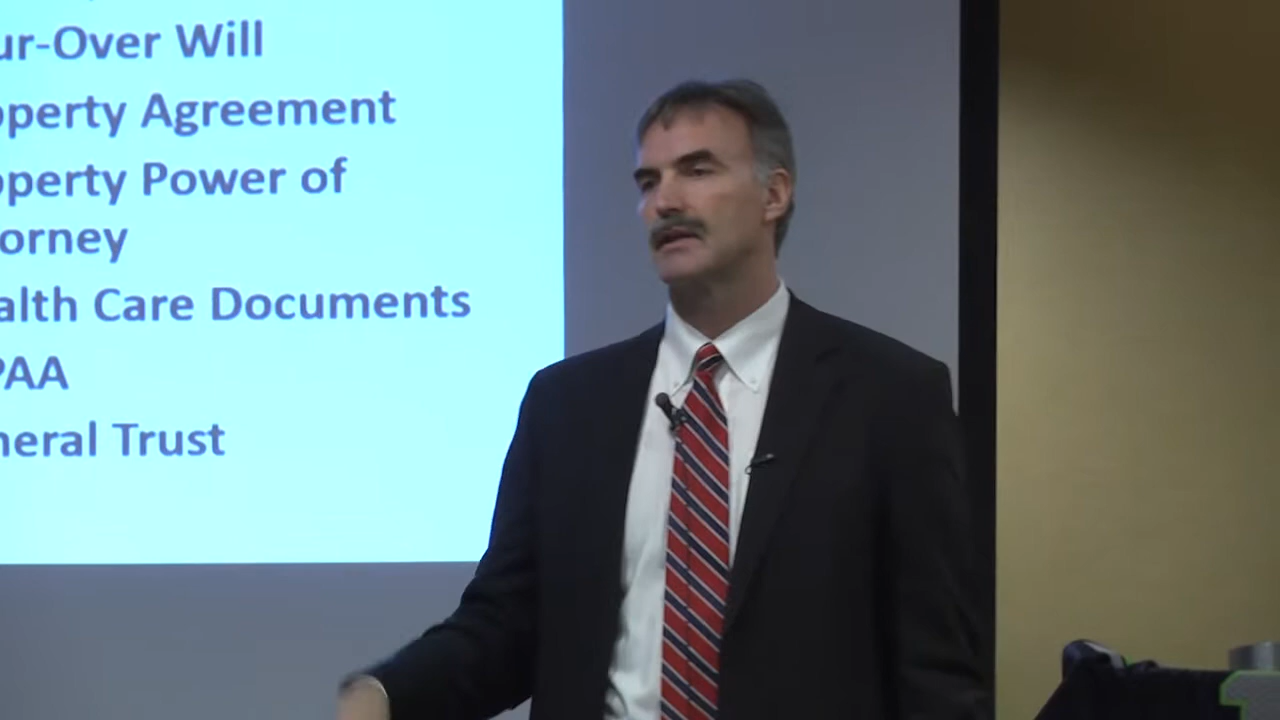 ur-Over Will
operty Agreement
operty Power of
orney
alth Care Documents
PAA
neral Trust